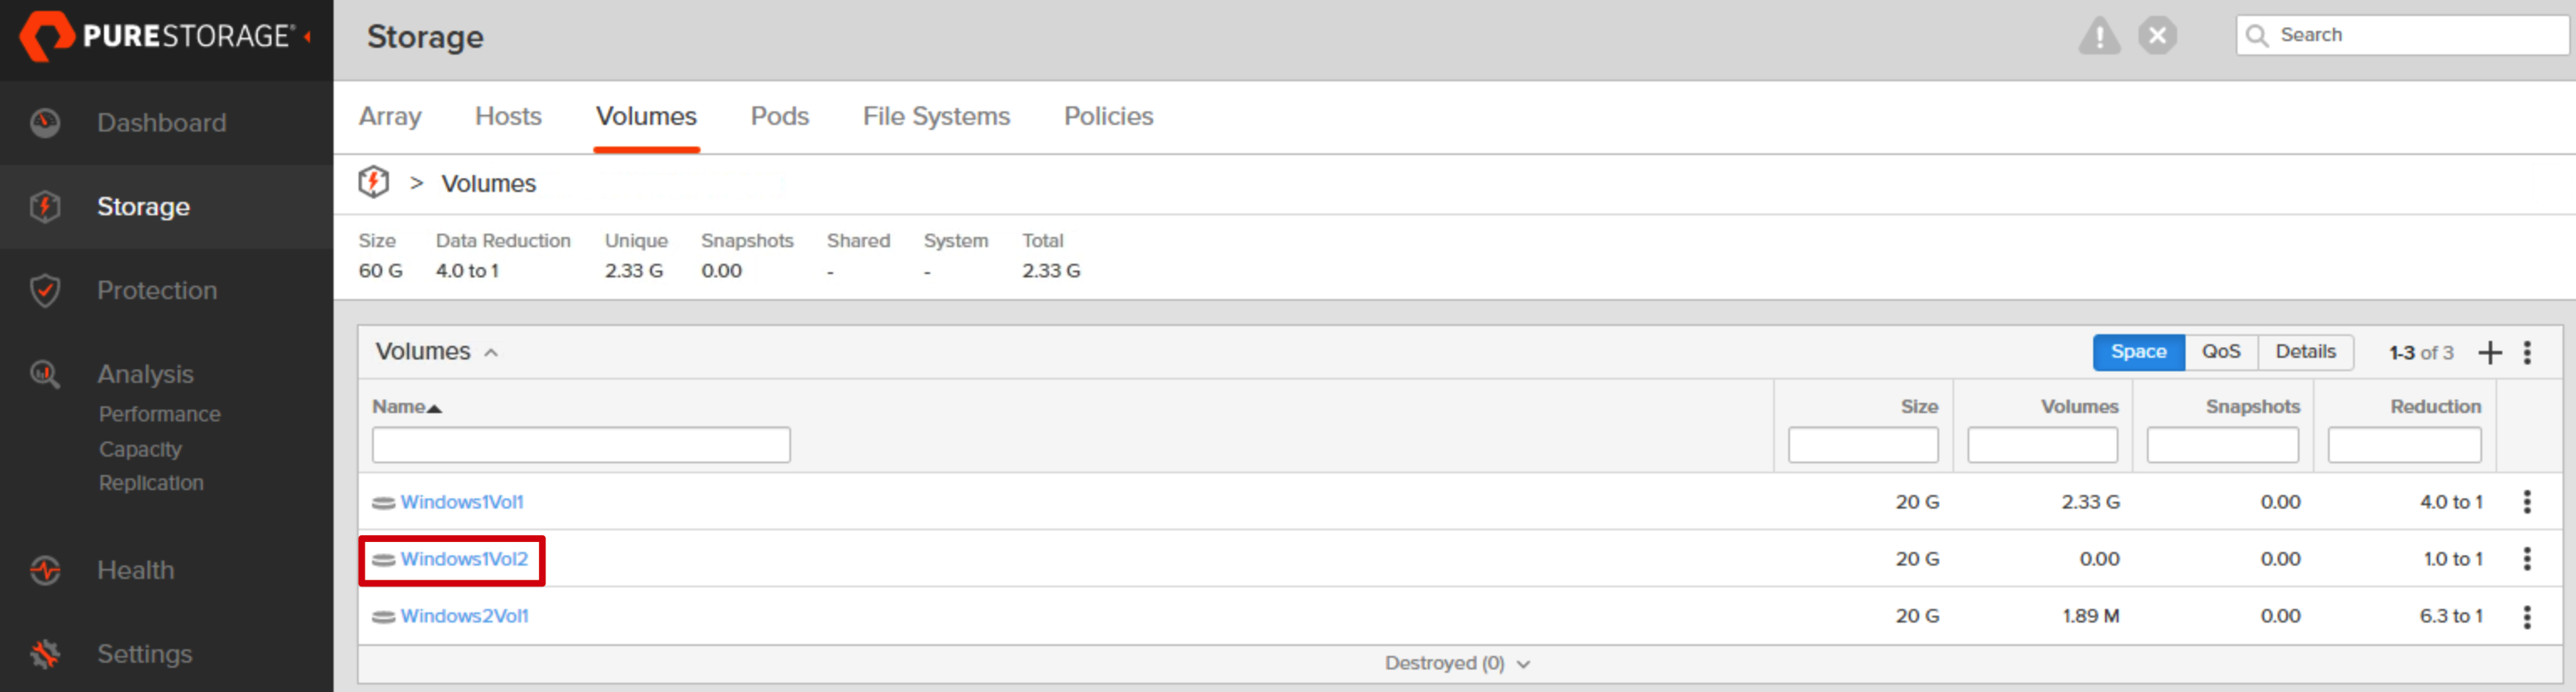 PURESTORAGE®
Storage
Search
Dashboard
Storage
Protection
Analysis
Performance
Capacity
Replication
Health
Settings
Array Hosts Volumes Pods File Systems Policies
> Volumes
Size Data Reduction Unique Snapshots Shared System Total
60 G 4.0 to 1 2.33 G 0.00 - - 2.33 G
Volumes Space QoS Details 1-3 of 3
Name Size Volumes Snapshots Reduction
Windows1Vol1 20 G 2.33 G 0.00 4.0 to 1
Windows1Vol2 20 G 0.00 0.00 1.0 to 1
Windows2Vol1 20 G 1.89 M 0.00 6.3 to 1
Destroyed (0)